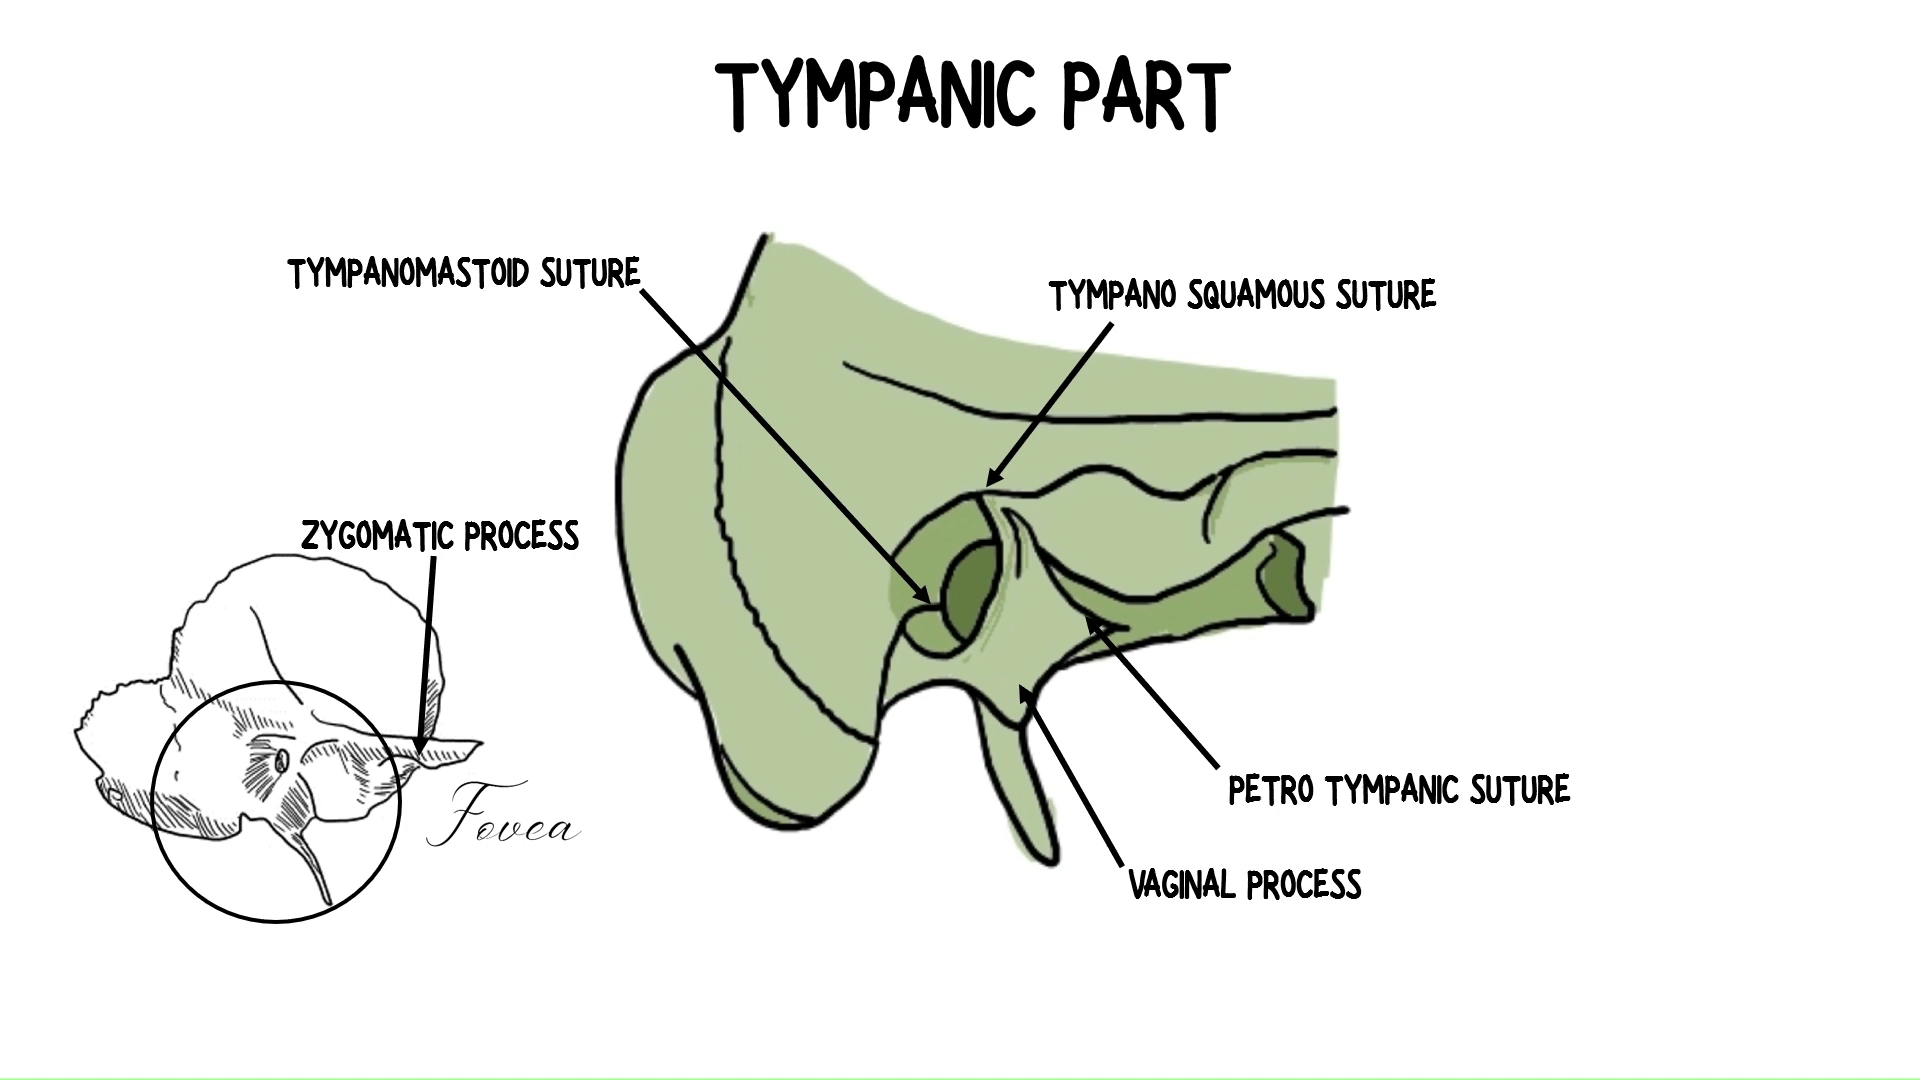 TYMPANIC PART
TYMPANOMASTOID SUTURE
TYMPANO SQUAMOUS SUTURE
ZYGOMATIC PROCESS
PETRO TYMPANIC SUTURE
Fovea
VAGINAL PROCESS